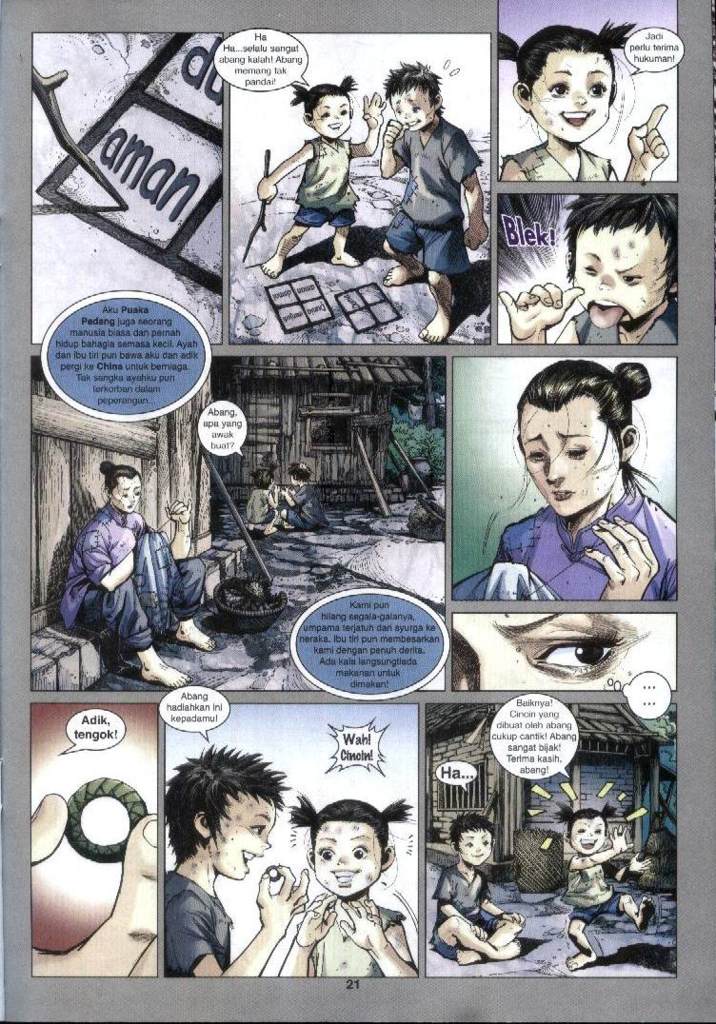 du
aman
Ha
Ha...selalu sangat
abang kalah! Abang
memang tak
pandai!
Jadi
perlu terima
hukuman!
Blek!
Aku Puaka
Pedang juga seorang
manusia biasa dan pernah
hidup bahagia semasa kecil. Ayah
dan ibu tiri pun bawa aku dan adik
pergi ke China untuk berniaga.
Tak sangka ayahku pun
terkorban dalam
peperangan...
Abang,
apa yang
awak
buat?
Kami pun
hilang segala-galanya,
umpama terjatuh dari syurga ke
neraka. Ibu tiri pun membesarkan
kami dengan penuh derita.
Ada kala langsungtiada
makanan untuk
dimakan!
...
...
Adik,
tengok!
Abang
hadiahkan ini
kepadamu!
Wah!
Cincin!
Ha...
Baiknya!
Cincin yang
dibuat oleh abang
cukup cantik! Abang
sangat bijak!
Terima kasih,
abang!
21